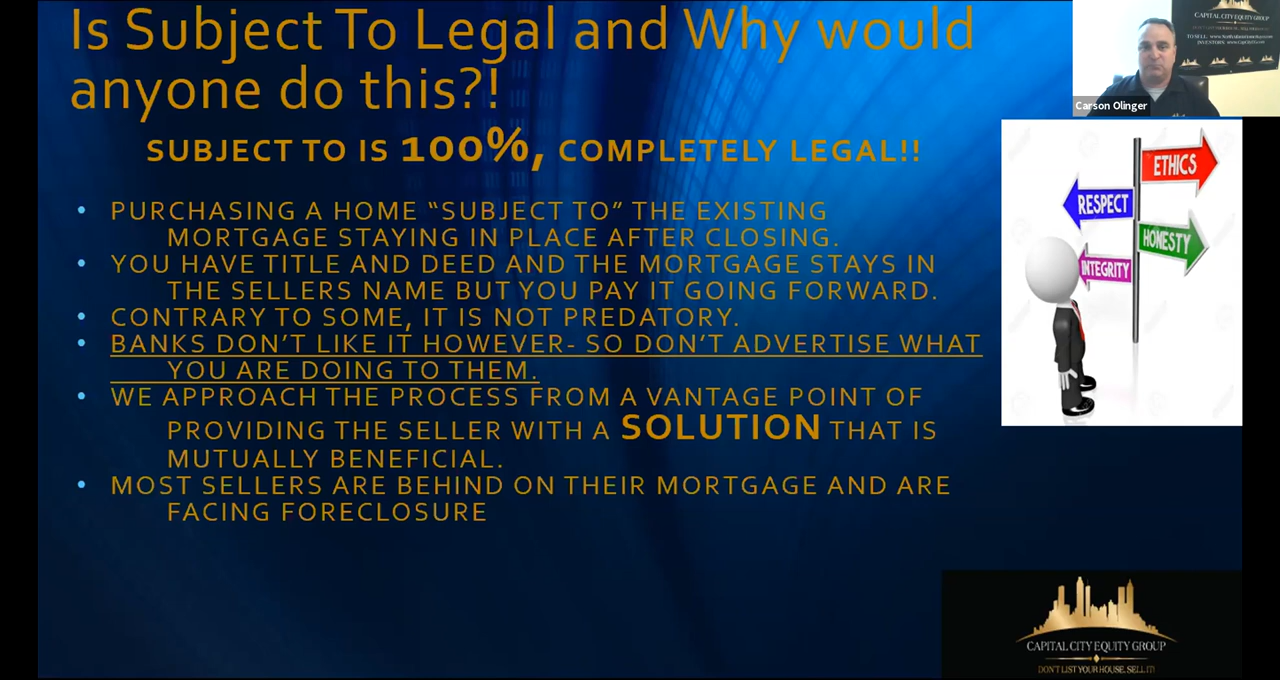 Is Subject To Legal and Why would
anyone do this?!
SUBJECT TO IS 100%, COMPLETELY LEGAL!!
• PURCHASING A HOME “SUBJECT TO” THE EXISTING
MORTGAGE STAYING IN PLACE AFTER CLOSING.
• YOU HAVE TITLE AND DEED AND THE MORTGAGE STAYS IN
THE SELLERS NAME BUT YOU PAY IT GOING FORWARD.
• CONTRARY TO SOME, IT IS NOT PREDATORY.
• BANKS DON’T LIKE IT HOWEVER- SO DON’T ADVERTISE WHAT
YOU ARE DOING TO THEM.
• WE APPROACH THE PROCESS FROM A VANTAGE POINT OF
PROVIDING THE SELLER WITH A SOLUTION THAT IS
MUTUALLY BENEFICIAL.
• MOST SELLERS ARE BEHIND ON THEIR MORTGAGE AND ARE
FACING FORECLOSURE
CAPITAL CITY EQUITY GROUP
Carson Olinger
ETHICS
RESPECT
HONESTY
INTEGRITY
CAPITAL CITY EQUITY GROUP
DON'T LIST YOUR HOUSE, SELL IT!